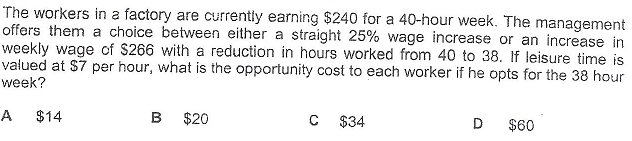 The workers in a factory are currently earning $240 for a 40-hour week. The management
offers them a choice between either a straight 25% wage increase or an increase in
weekly wage of $266 with a reduction in hours worked from 40 to 38. If leisure time is
valued at $7 per hour, what is the opportunity cost to each worker if he opts for the 38 hour
week?
A $14 B $20 C $34 D $60